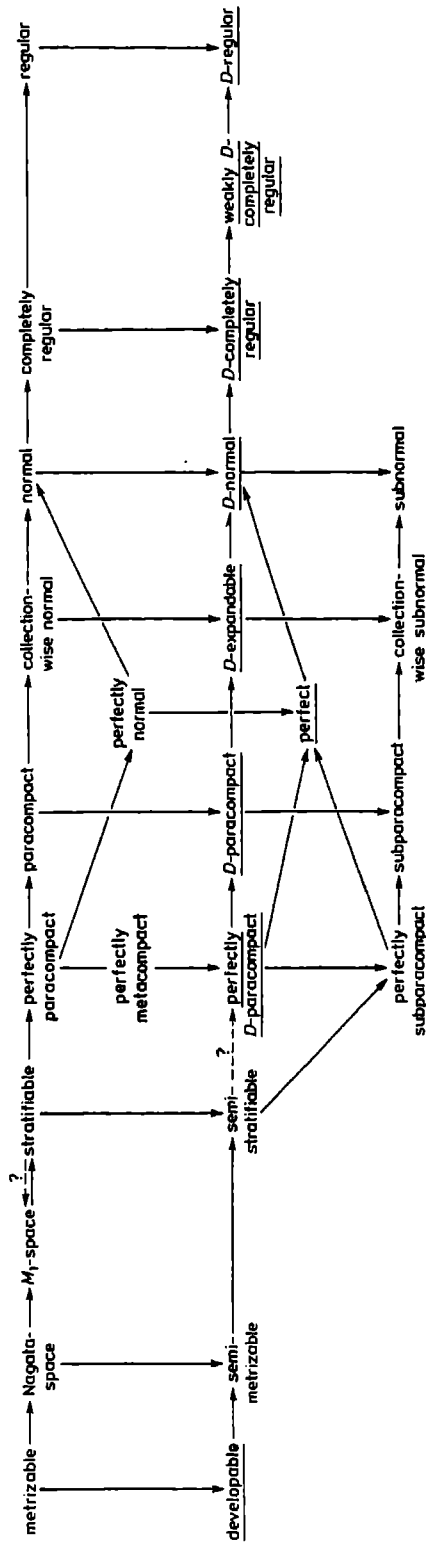 metrizable
Nagata-
space
M₁-space
?
stratifiable
perfectly
paracompact
paracompact
collection-
wise normal
normal
completely
regular
regular
perfectly
metacompact
perfectly
normal
developable
semi-
metrizable
semi-
stratifiable
?
perfectly
D-paracompact
D-paracompact
D-expandable
D-normal
D-completely
regular
weakly D-
completely
regular
D-regular
perfect
perfectly
subparacompact
subparacompact
collection-
wise subnormal
subnormal